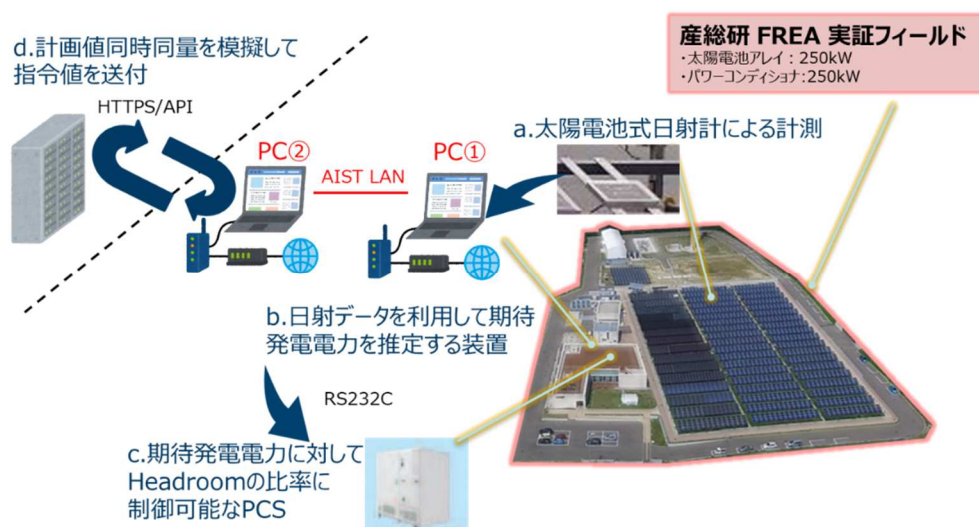 d.計画値同時同量を模擬して
指令値を送付
HTTPS/API
産総研 FREA 実証フィールド
・太陽電池アレイ：250kW
・パワーコンディショナ:250kW
a.太陽電池式日射計による計測
PC②
AIST LAN
PC①
b.日射データを利用して期待
発電電力を推定する装置
RS232C
c.期待発電電力に対して
Headroomの比率に
制御可能なPCS